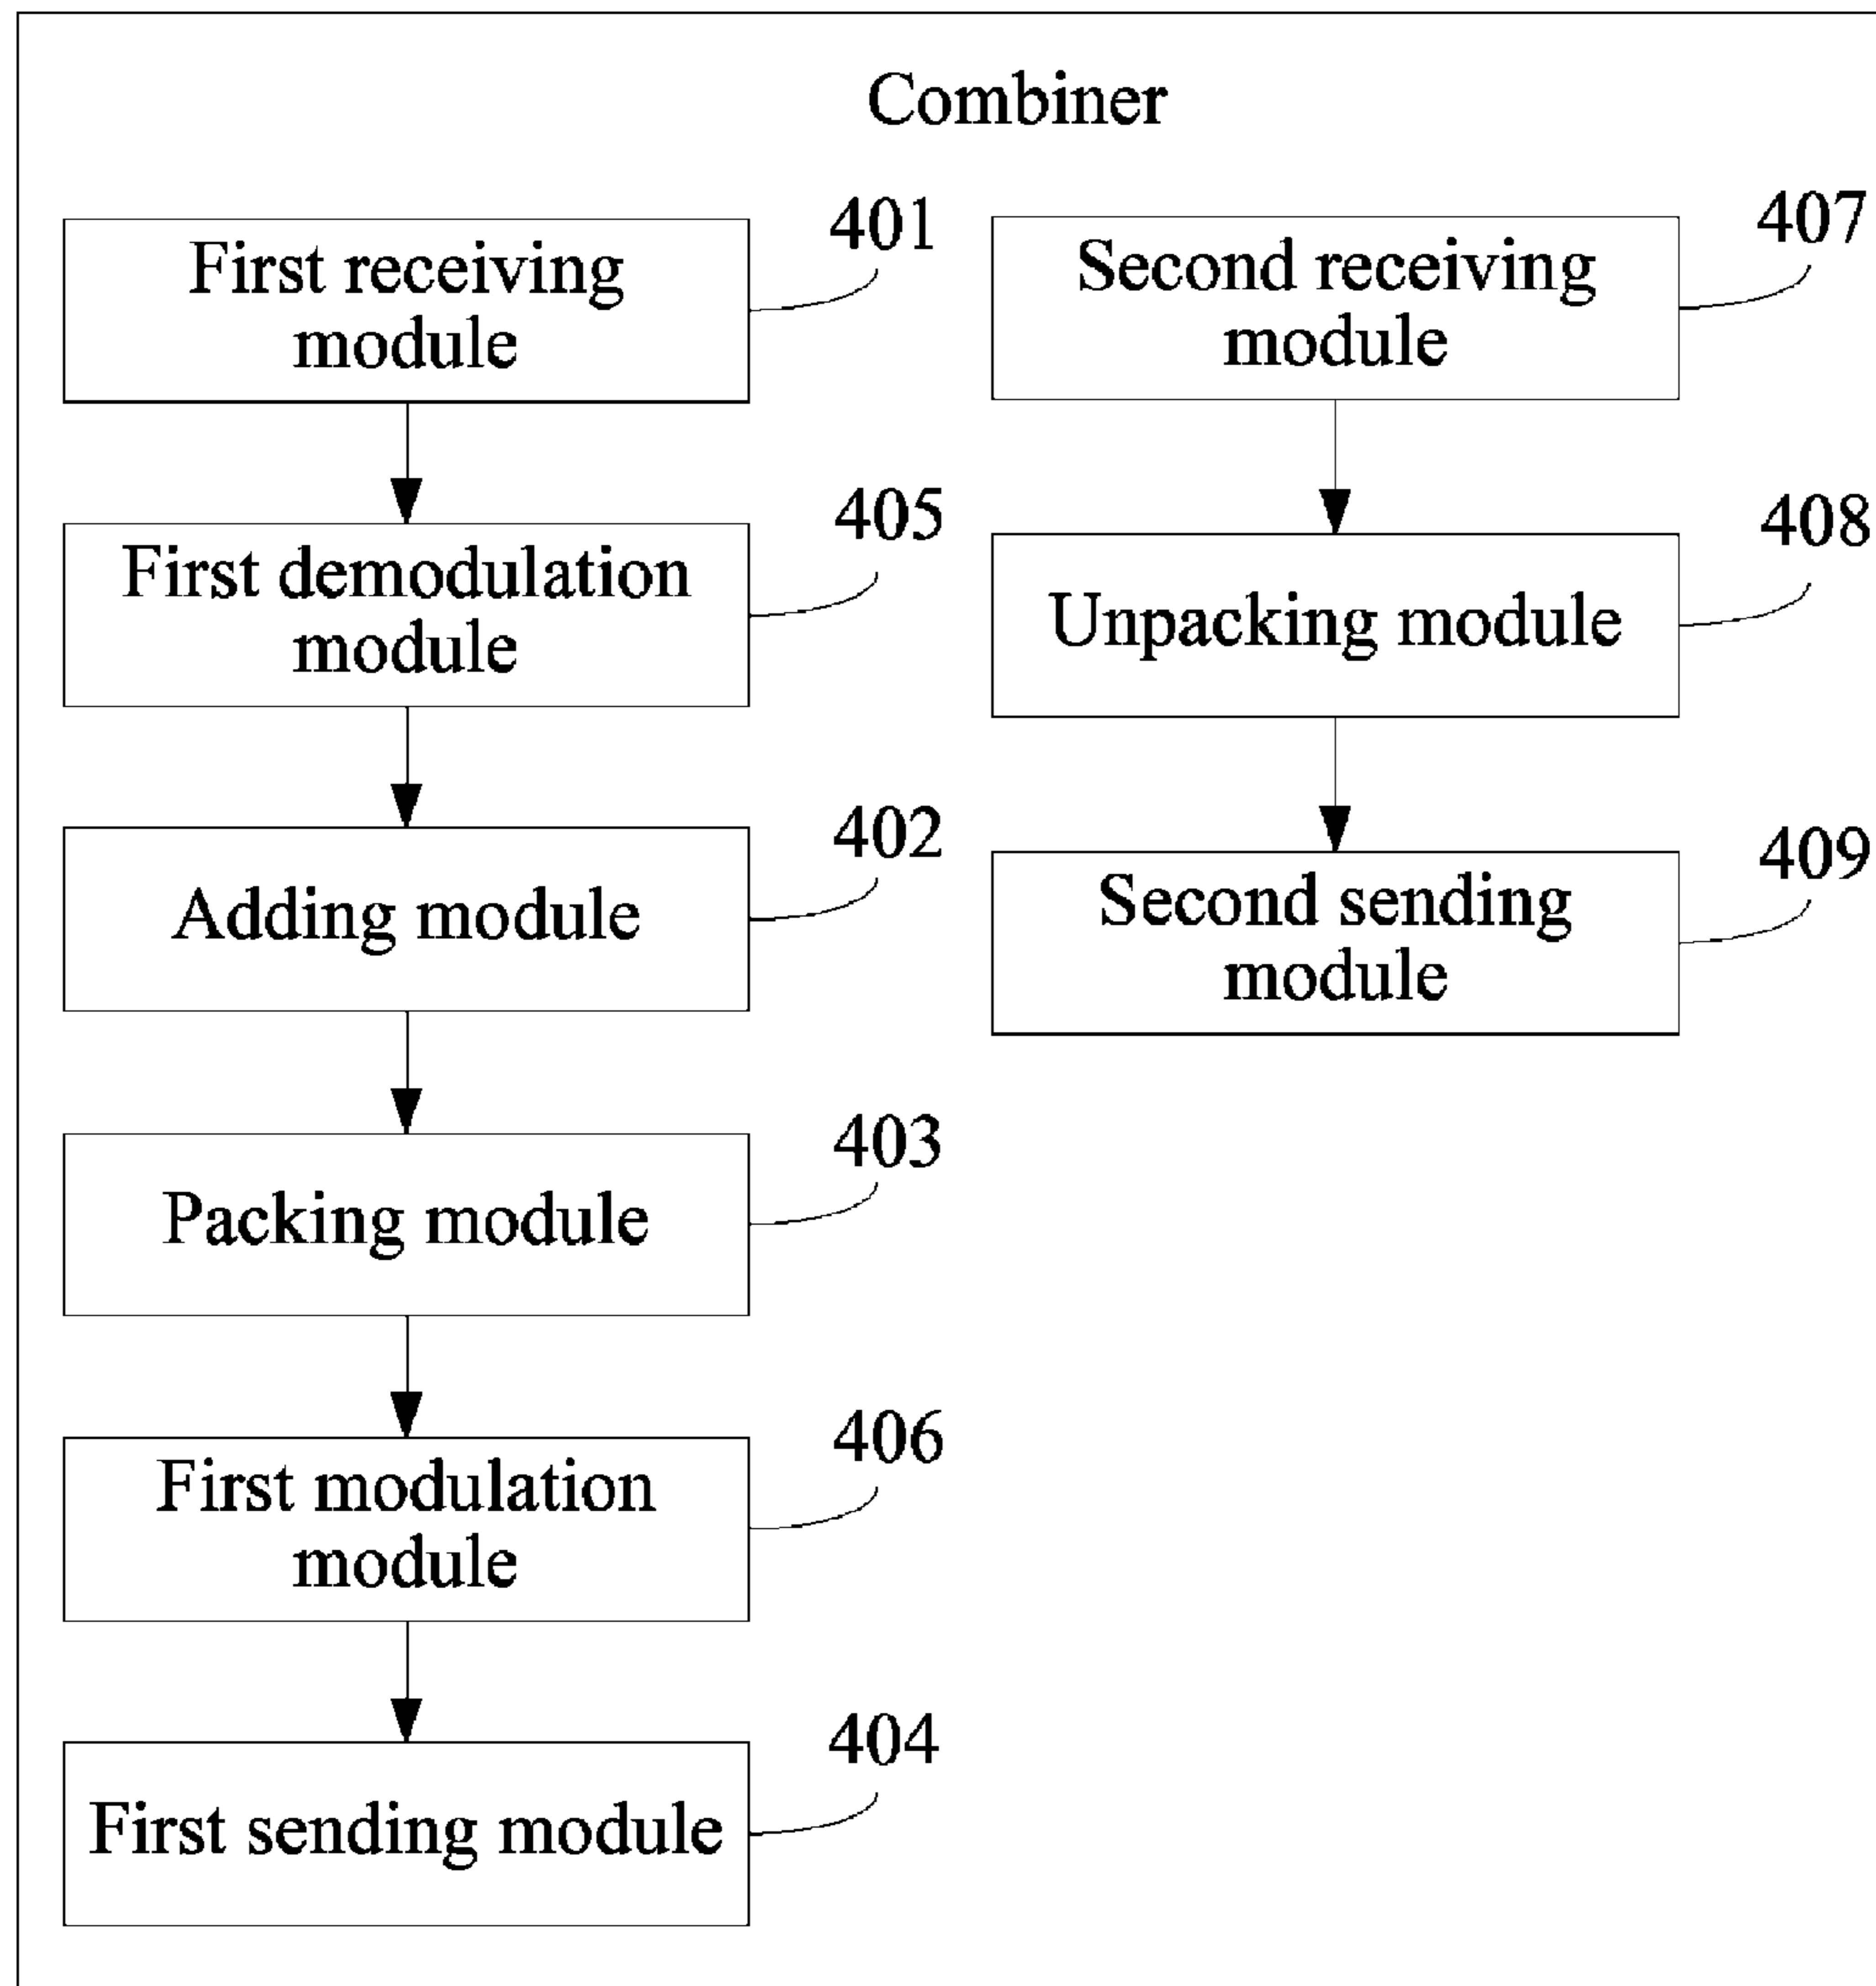 Combiner
First receiving
module
401
First demodulation
module
405
Adding module
402
Packing module
403
First modulation
module
406
First sending module
404
Second receiving
module
407
Unpacking module
408
Second sending
module
409